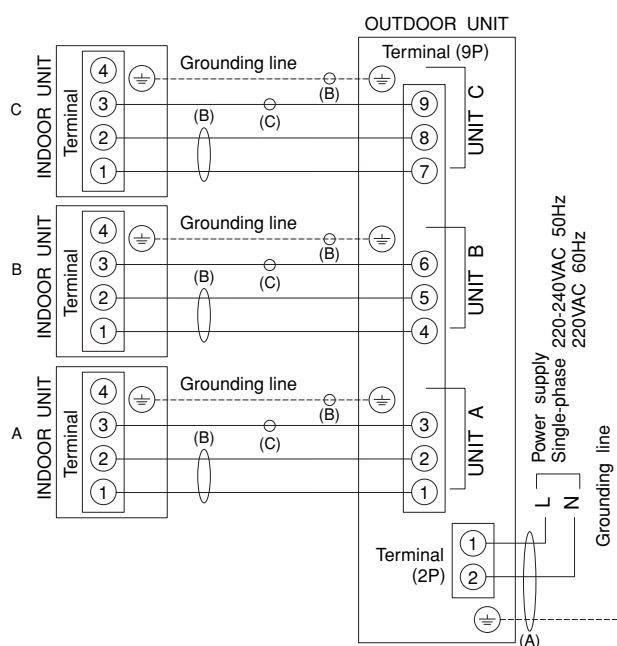 OUTDOOR UNIT
Terminal (9P)
C
INDOOR UNIT
Terminal
4
3
2
1
Grounding line
(B)
(B)
(C)
9
8
7
UNIT C
B
INDOOR UNIT
Terminal
4
3
2
1
Grounding line
(B)
(B)
(C)
6
5
4
UNIT B
A
INDOOR UNIT
Terminal
4
3
2
1
Grounding line
(B)
(B)
(C)
3
2
1
UNIT A
Power supply
Single-phase 220-240VAC 50Hz
220VAC 60Hz
L
N
Grounding line
Terminal
(2P)
1
2
(A)